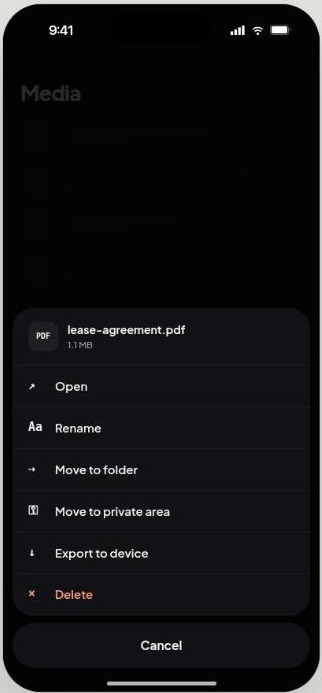 9:41
Media
PDF
lease-agreement.pdf
1.1 MB
Open
Aa Rename
Move to folder
Move to private area
Export to device
Delete
Cancel